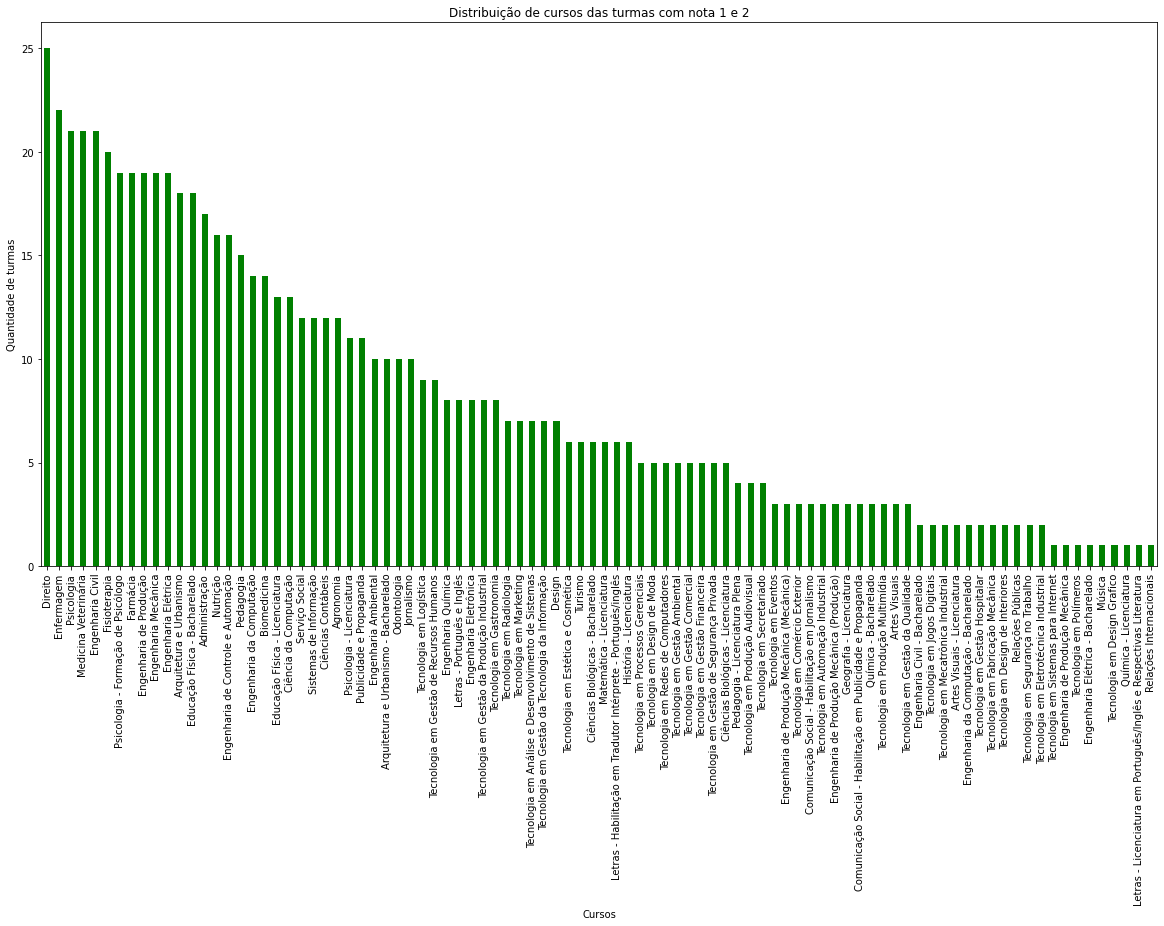 Distribuição de cursos das turmas com nota 1 e 2
Quantidade de turmas
25
20
15
10
5
0
Direito
Enfermagem
Psicologia
Medicina Veterinária
Engenharia Civil
Fisioterapia
Psicologia - Formação de Psicólogo
Farmácia
Engenharia de Produção
Engenharia Mecânica
Engenharia Elétrica
Arquitetura e Urbanismo
Educação Física - Bacharelado
Administração
Nutrição
Engenharia de Controle e Automação
Pedagogia
Engenharia da Computação
Biomedicina
Educação Física - Licenciatura
Ciência da Computação
Serviço Social
Sistemas de Informação
Ciências Contábeis
Agronomia
Psicologia - Licenciatura
Publicidade e Propaganda
Engenharia Ambiental
Arquitetura e Urbanismo - Bacharelado
Odontologia
Jornalismo
Tecnologia em Logística
Tecnologia em Gestão de Recursos Humanos
Engenharia Química
Letras - Português e Inglês
Engenharia Eletrônica
Tecnologia em Gestão da Produção Industrial
Tecnologia em Gastronomia
Tecnologia em Radiologia
Tecnologia em Marketing
Tecnologia em Análise e Desenvolvimento de Sistemas
Tecnologia em Gestão da Tecnologia da Informação
Design
Tecnologia em Estética e Cosmética
Turismo
Ciências Biológicas - Bacharelado
Matemática - Licenciatura
Letras - Habilitação em Tradutor Intérprete - Português/Inglês
História - Licenciatura
Tecnologia em Processos Gerenciais
Tecnologia em Design de Moda
Tecnologia em Redes de Computadores
Tecnologia em Gestão Ambiental
Tecnologia em Gestão Comercial
Tecnologia em Gestão Financeira
Tecnologia em Gestão de Segurança Privada
Ciências Biológicas - Licenciatura
Pedagogia - Licenciatura Plena
Tecnologia em Produção Audiovisual
Tecnologia em Secretariado
Tecnologia em Eventos
Engenharia de Produção Mecânica (Mecânica)
Tecnologia em Comércio Exterior
Comunicação Social - Habilitação em Jornalismo
Tecnologia em Automação Industrial
Engenharia de Produção Mecânica (Produção)
Geografia - Licenciatura
Comunicação Social - Habilitação em Publicidade e Propaganda
Química - Bacharelado
Tecnologia em Produção Multimídia
Artes Visuais
Tecnologia em Gestão da Qualidade
Engenharia Civil - Bacharelado
Tecnologia em Jogos Digitais
Tecnologia em Mecatrônica Industrial
Artes Visuais - Licenciatura
Engenharia da Computação - Bacharelado
Tecnologia em Gestão Hospitalar
Tecnologia em Fabricação Mecânica
Tecnologia em Design de Interiores
Relações Públicas
Tecnologia em Segurança no Trabalho
Tecnologia em Eletrotécnica Industrial
Tecnologia em Sistemas para Internet
Engenharia de Produção Mecânica
Tecnologia em Polímeros
Engenharia Elétrica - Bacharelado
Música
Tecnologia em Design Grafico
Química - Licenciatura
Letras - Licenciatura em Português/Inglês e Respectivas Literatura
Relações Internacionais
Cursos